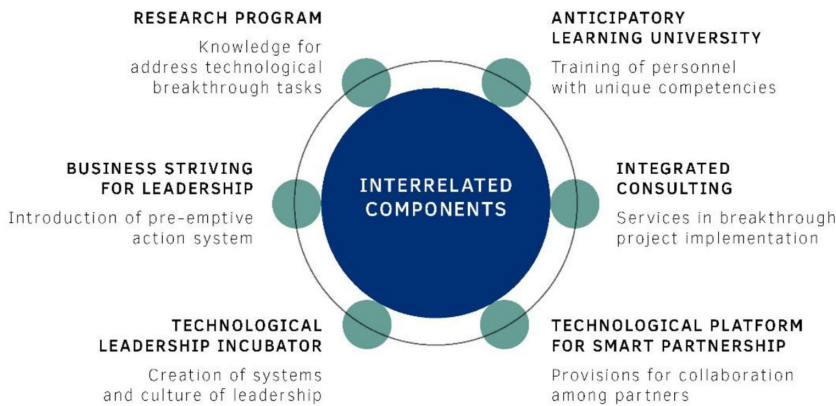 RESEARCH PROGRAM
Knowledge for
address technological
breakthrough tasks
ANTICIPATORY
LEARNING UNIVERSITY
Training of personnel
with unique competencies
BUSINESS STRIVING
FOR LEADERSHIP
Introduction of pre-emptive
action system
INTERRELATED
COMPONENTS
INTEGRATED
CONSULTING
Services in breakthrough
project implementation
TECHNOLOGICAL
LEADERSHIP INCUBATOR
Creation of systems
and culture of leadership
TECHNOLOGICAL PLATFORM
FOR SMART PARTNERSHIP
Provisions for collaboration
among partners